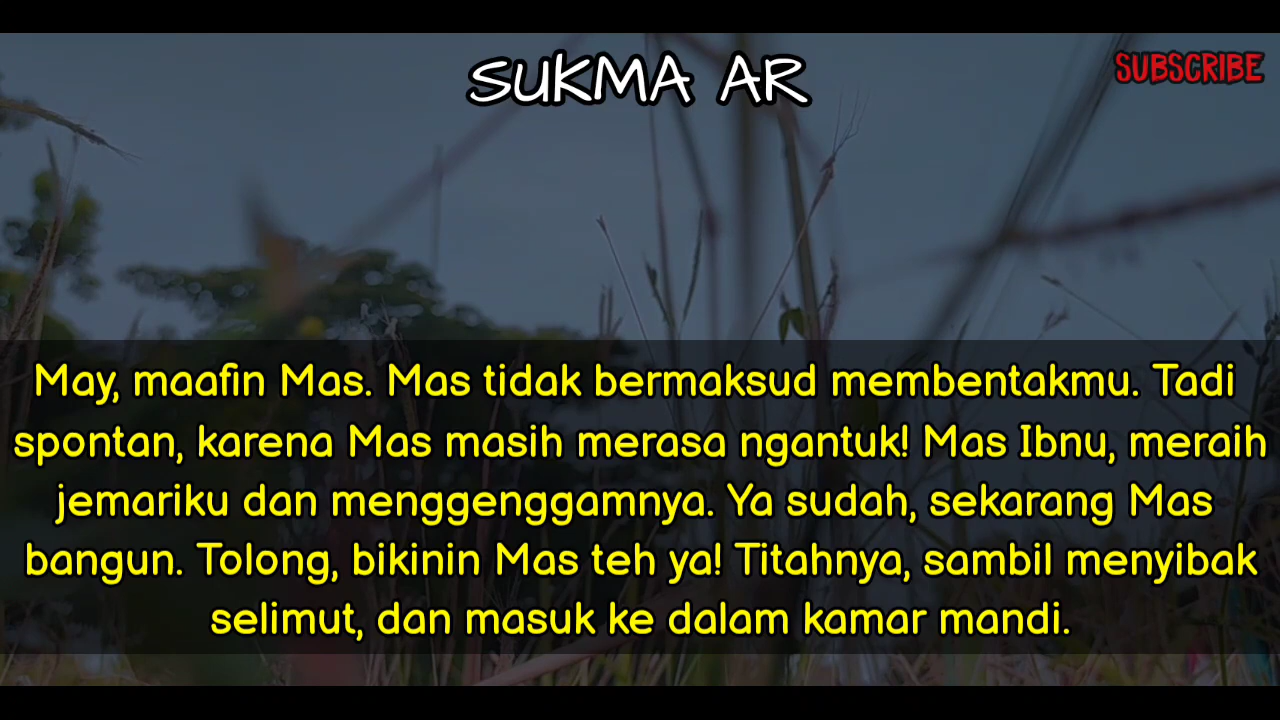 SUKMA AR
SUBSCRIBE
May, maafin Mas. Mas tidak bermaksud membentakmu. Tadi
spontan, karena Mas masih merasa ngantuk! Mas Ibnu, meraih
jemariku dan menggenggamnya. Ya sudah, sekarang Mas
bangun. Tolong, bikinin Mas teh ya! Titahnya, sambil menyibak
selimut, dan masuk ke dalam kamar mandi.